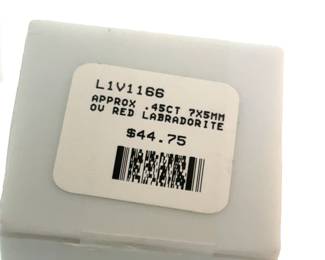 L1V1166
APPROX .45CT 7X5MM
OV RED LABRADORITE
$44.75